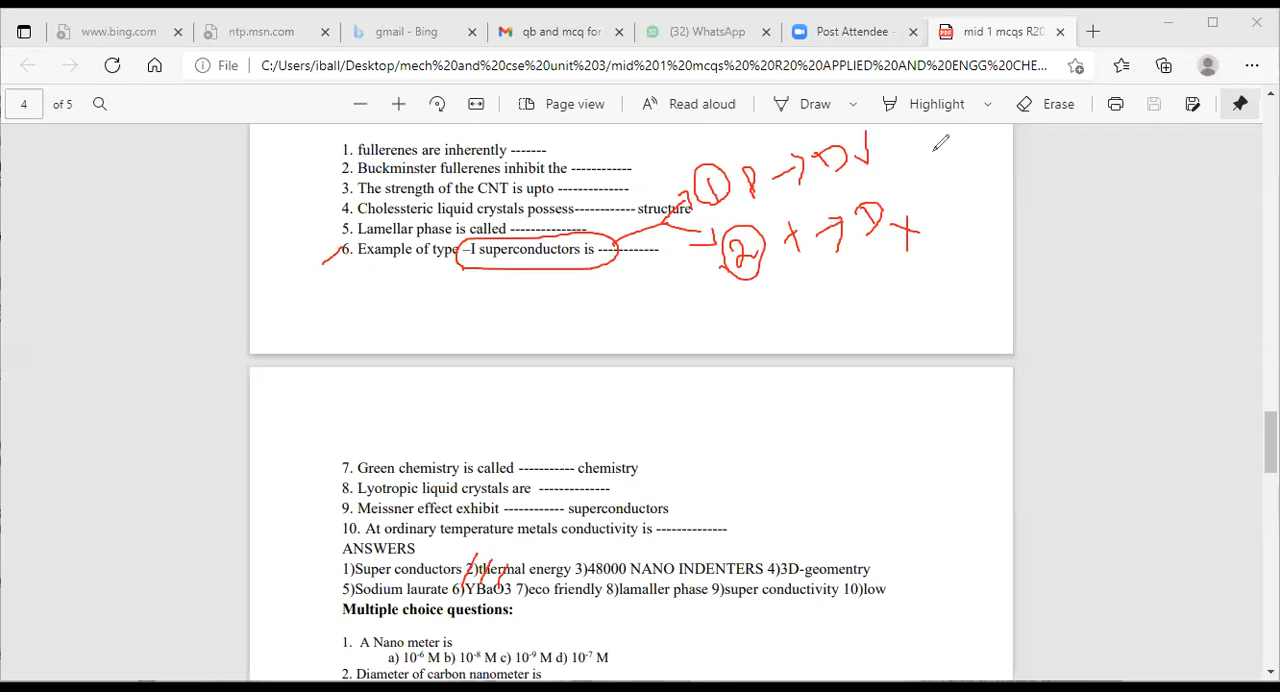 www.bing.com
ntp.msn.com
gmail - Bing
qb and mcq for
(32) WhatsApp
Post Attendee -
mid 1 mcqs R20
File
C:/Users/iball/Desktop/mech%20and%20cse%20unit%203/mid%201%20mcqs%20%20R20%20APPLIED%20AND%20ENGG%20CHE...
4 of 5
Page view
Read aloud
Draw
Highlight
Erase
1. fullerenes are inherently -------
2. Buckminster fullerenes inhibit the ------------
3. The strength of the CNT is upto --------------
4. Cholessteric liquid crystals possess------------ structure
5. Lamellar phase is called ---------------
6. Example of type –I superconductors is ------------
1 P → D ↓
2 + → D +
7. Green chemistry is called ----------- chemistry
8. Lyotropic liquid crystals are --------------
9. Meissner effect exhibit ------------ superconductors
10. At ordinary temperature metals conductivity is --------------
ANSWERS
1)Super conductors 2)thermal energy 3)48000 NANO INDENTERS 4)3D-geomentry
5)Sodium laurate 6)YBaO3 7)eco friendly 8)lamaller phase 9)super conductivity 10)low
Multiple choice questions:
1. A Nano meter is
a) 10-6 M b) 10-8 M c) 10-9 M d) 10-7 M
2. Diameter of carbon nanometer is